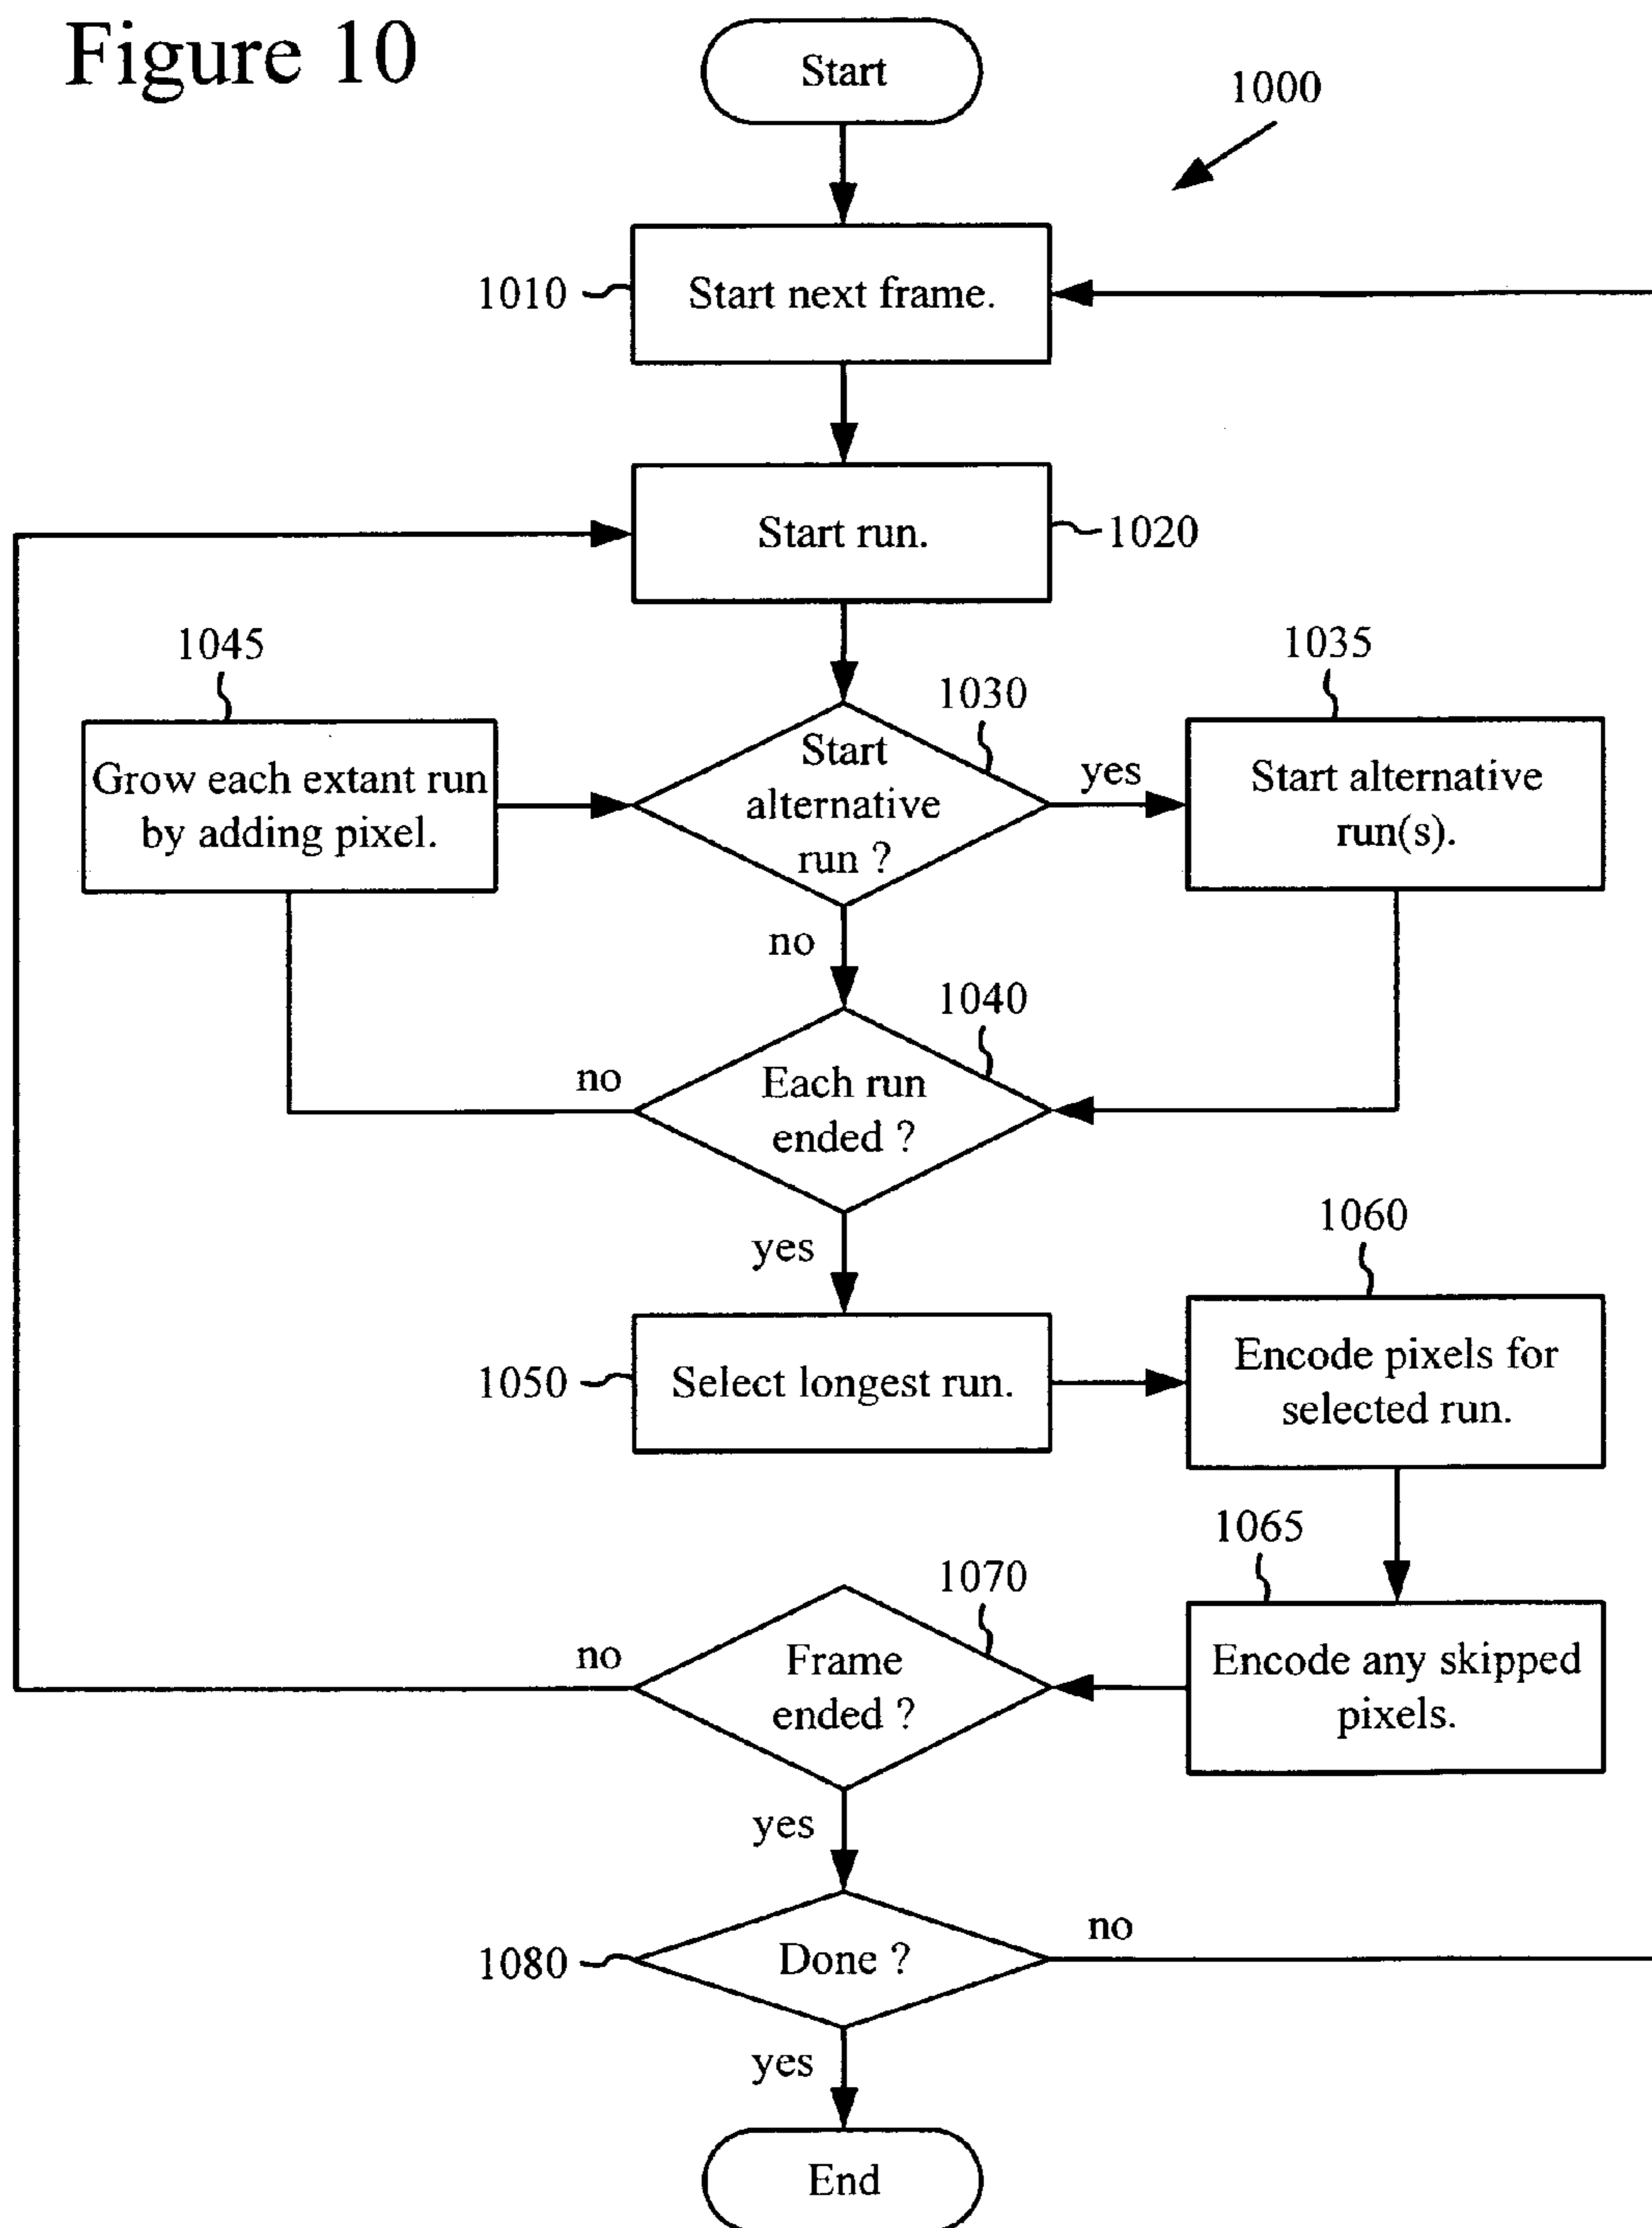 Figure 10
Start
1000
1010
Start next frame.
Start run.
1020
1045
1035
1030
Grow each extant run
by adding pixel.
Start
alternative
run ?
yes
Start alternative
run(s).
no
1040
no
Each run
ended ?
yes
1060
1050
Select longest run.
Encode pixels for
selected run.
1065
1070
no
Frame
ended ?
Encode any skipped
pixels.
yes
no
1080
Done ?
yes
End